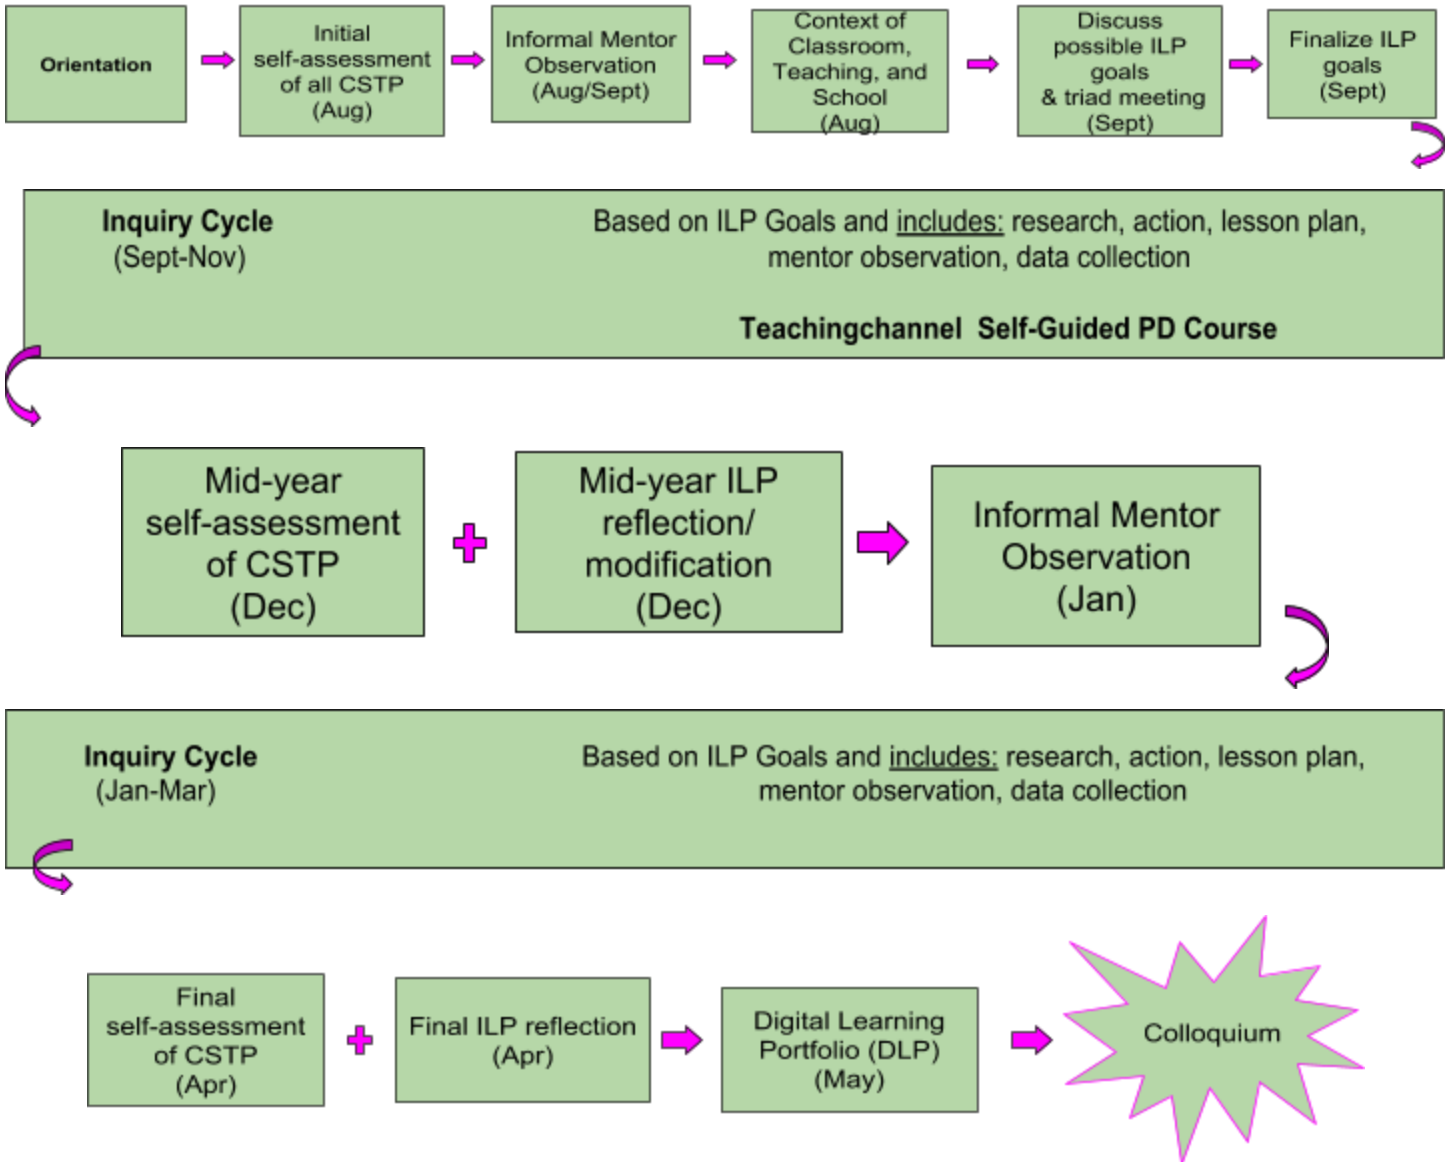 Orientation
Initial
self-assessment
of all CSTP
(Aug)
Informal Mentor
Observation
(Aug/Sept)
Context of
Classroom,
Teaching, and
School
(Aug)
Discuss
possible ILP
goals
& triad meeting
(Sept)
Finalize ILP
goals
(Sept)
Inquiry Cycle
(Sept-Nov)
Based on ILP Goals and includes: research, action, lesson plan,
mentor observation, data collection
Teachingchannel Self-Guided PD Course
Mid-year
self-assessment
of CSTP
(Dec)
Mid-year ILP
reflection/
modification
(Dec)
Informal Mentor
Observation
(Jan)
Inquiry Cycle
(Jan-Mar)
Based on ILP Goals and includes: research, action, lesson plan,
mentor observation, data collection
Final
self-assessment
of CSTP
(Apr)
Final ILP reflection
(Apr)
Digital Learning
Portfolio (DLP)
(May)
Colloquium